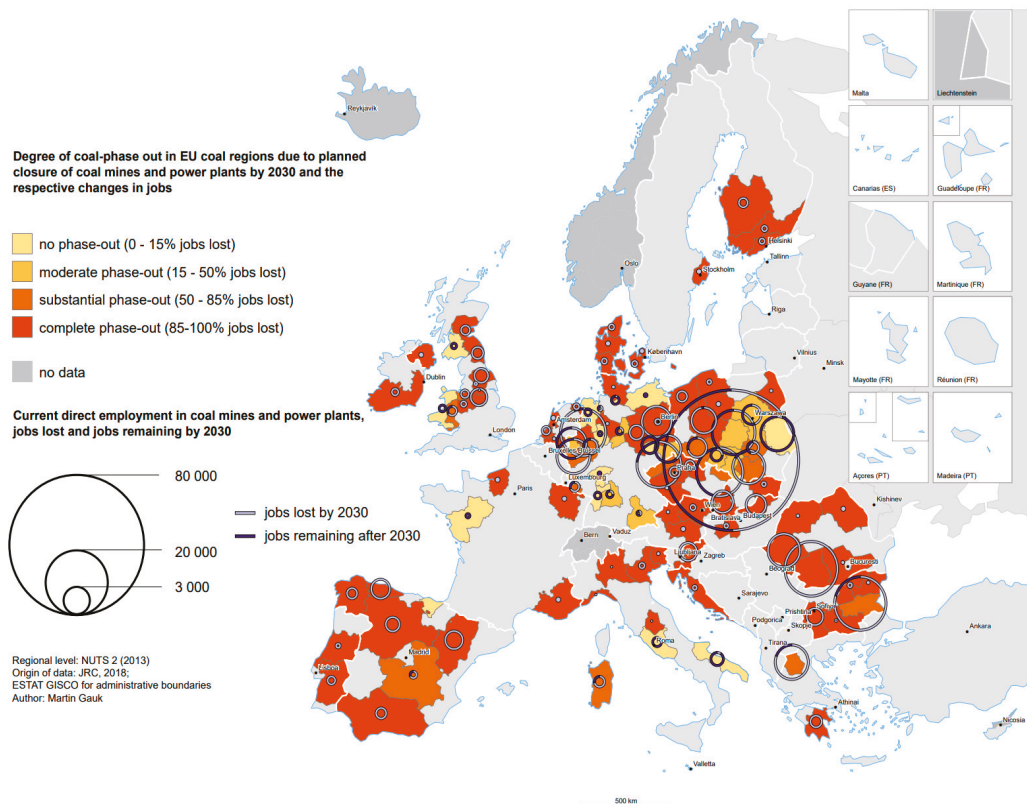 Degree of coal-phase out in EU coal regions due to planned
closure of coal mines and power plants by 2030 and the
respective changes in jobs
no phase-out (0 - 15% jobs lost)
moderate phase-out (15 - 50% jobs lost)
substantial phase-out (50 - 85% jobs lost)
complete phase-out (85-100% jobs lost)
no data
Current direct employment in coal mines and power plants,
jobs lost and jobs remaining by 2030
80 000
20 000
3 000
jobs lost by 2030
jobs remaining after 2030
Regional level: NUTS 2 (2013)
Origin of data: JRC, 2018;
ESTAT GISCO for administrative boundaries
Author: Martin Gauk
Reykjavik
Oslo
Helsinki
Tallinn
Stockholm
Riga
København
Vilnius
Minsk
Dublin
London
Amsterdam
Berlin
Warszawa
Luxembourg
Praha
Paris
Wien
Bratislava
Budapest
Kishinev
Bern
Vaduz
Ljubljana
Zagreb
Beograd
Bucuresti
Sarajevo
Prishtina
Sofia
Podgorica
Skopje
Tirana
Ankara
Roma
Madrid
Lisboa
Athinai
Nicosia
Valletta
500 km
Malta
Liechtenstein
Canarias (ES)
Guadeloupe (FR)
Guyane (FR)
Martinique (FR)
Mayotte (FR)
Réunion (FR)
Açores (PT)
Madeira (PT)